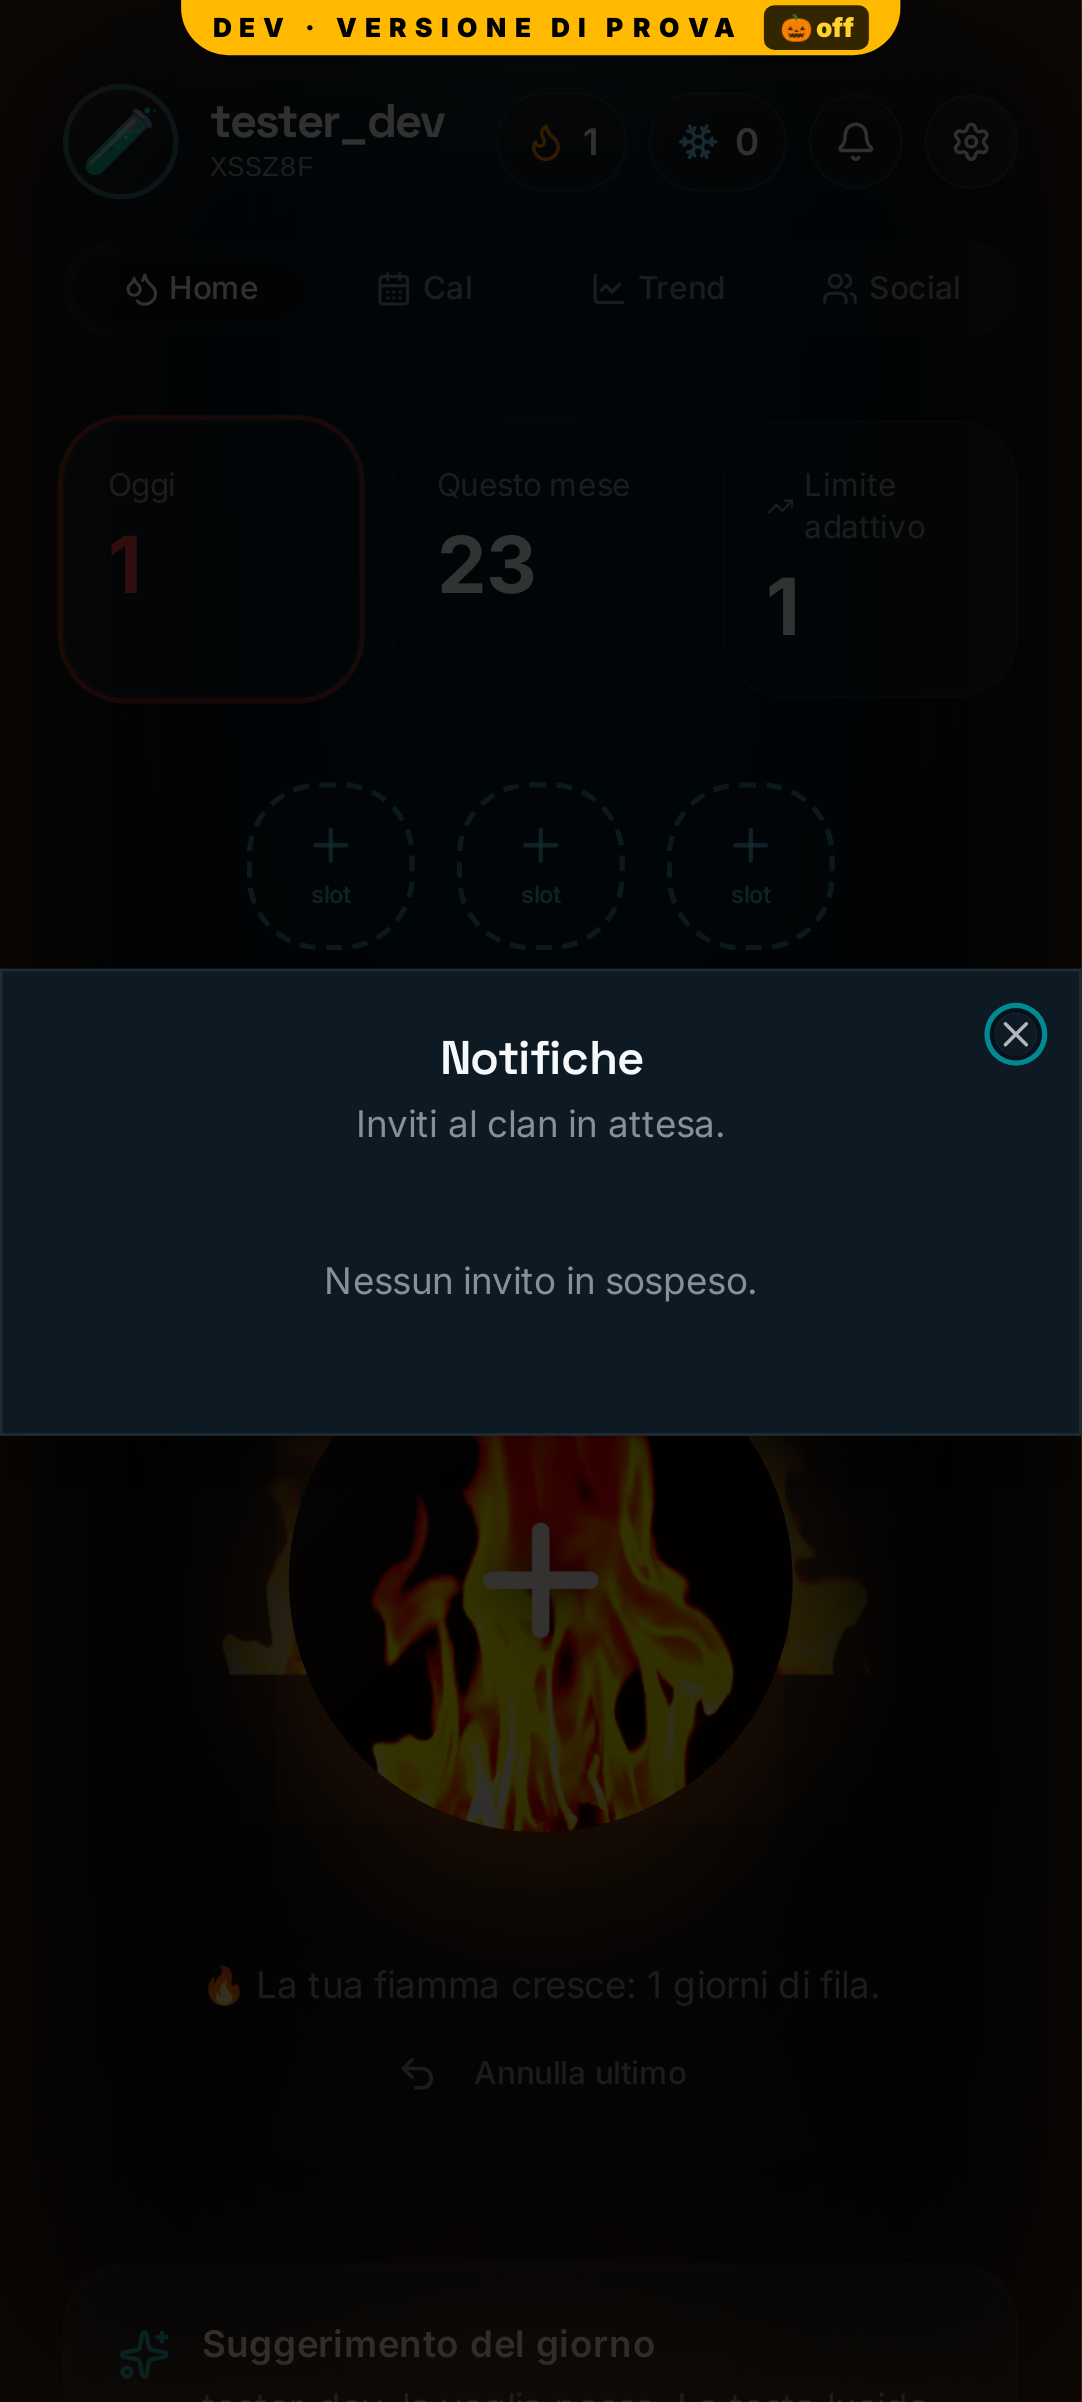 DEV · VERSIONE DI PROVA 🎃 off
tester_dev
XSSZ8F
1
0
Home
Cal
Trend
Social
Oggi
1
Questo mese
23
Limite
adattivo
1
slot
slot
slot
Notifiche
Inviti al clan in attesa.
Nessun invito in sospeso.
🔥 La tua fiamma cresce: 1 giorni di fila.
Annulla ultimo
Suggerimento del giorno